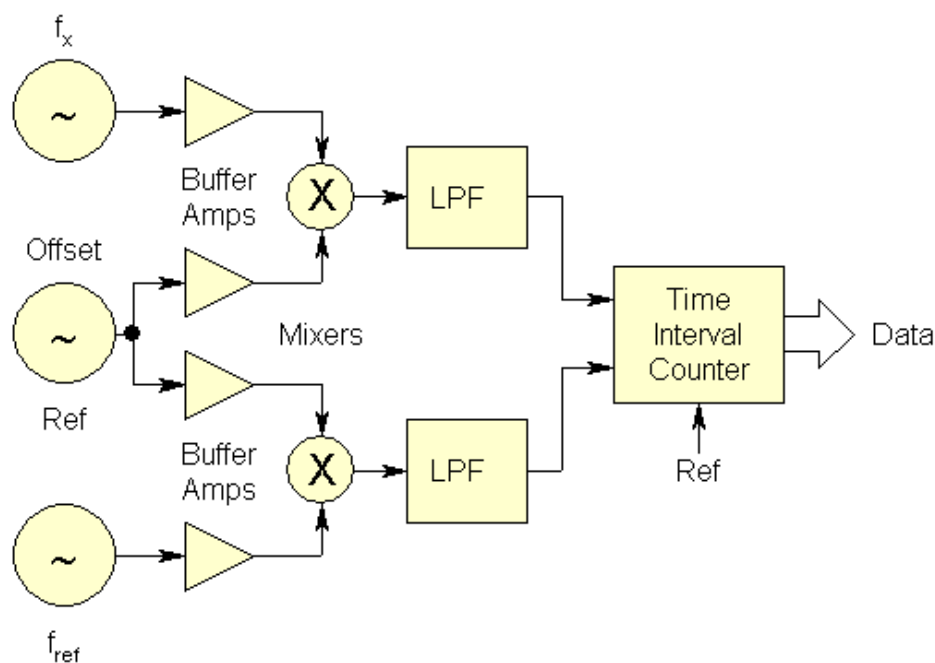 fx
~
Buffer
Amps
X
LPF
Offset
~
Ref
Mixers
Time
Interval
Counter
Data
Ref
Buffer
Amps
X
LPF
~
fref